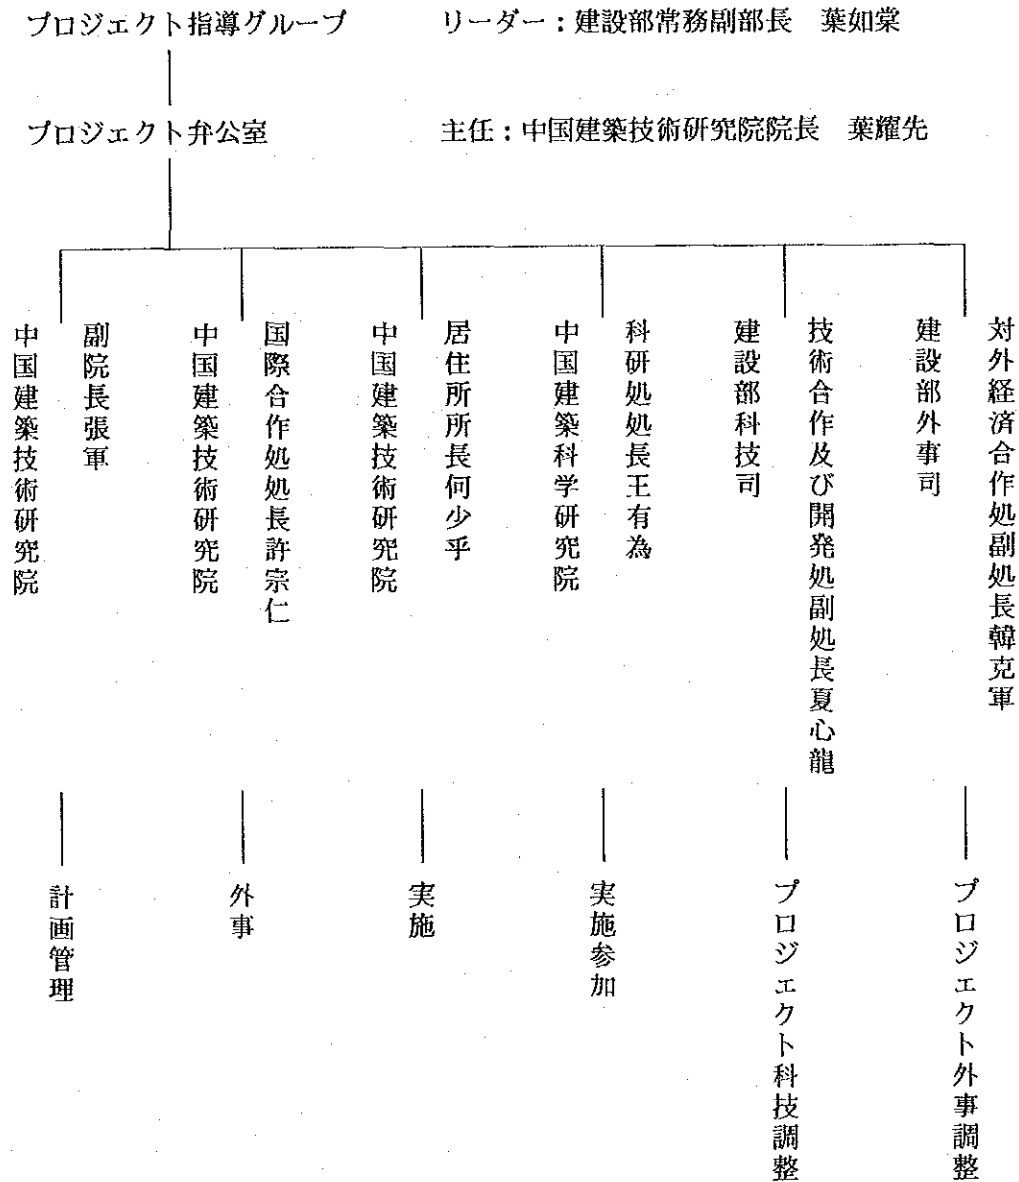 プロジェクト指導グループ　　リーダー：建設部常務副部長　葉如棠
プロジェクト弁公室　　主任：中国建築技術研究院院長　葉耀先
中国建築技術研究院
副院長張軍
計画管理
中国建築技術研究院
国際合作処処長許宗仁
外事
中国建築技術研究院
居住所所長何少乎
実施
中国建築科学研究院
科研処処長王有為
実施参加
建設部科技司
技術合作及び開発処副処長夏心龍
プロジェクト科技調整
建設部外事司
対外経済合作処副処長韓克軍
プロジェクト外事調整